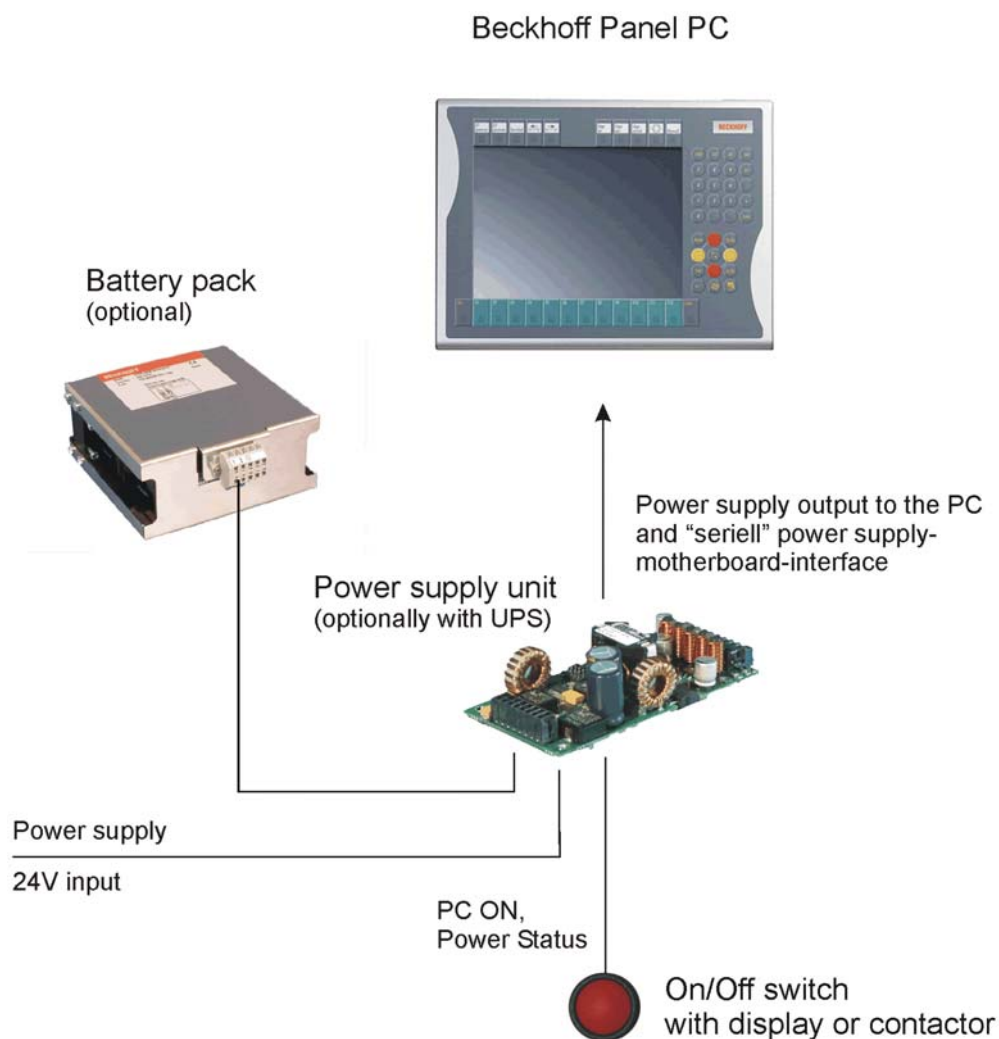 Beckhoff Panel PC
BECKHOFF
Battery pack
(optional)
Power supply output to the PC
and “seriell” power supply-
motherboard-interface
Power supply unit
(optionally with UPS)
Power supply
24V input
PC ON,
Power Status
On/Off switch
with display or contactor